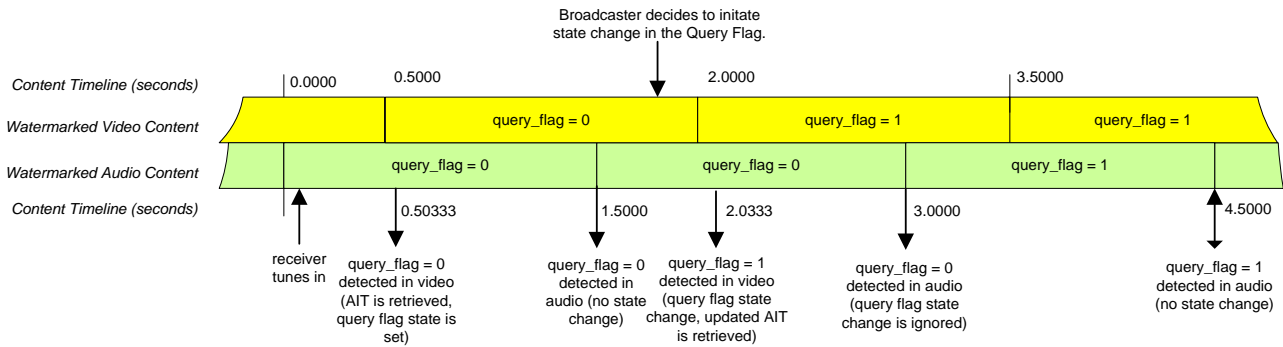 Broadcaster decides to initate
state change in the Query Flag.
Content Timeline (seconds)
0.0000
0.5000
2.0000
3.5000
Watermarked Video Content
query_flag = 0
query_flag = 1
query_flag = 1
Watermarked Audio Content
query_flag = 0
query_flag = 0
query_flag = 1
Content Timeline (seconds)
0.50333
1.5000
2.0333
3.0000
4.5000
receiver
tunes in
query_flag = 0
detected in video
(AIT is retrieved,
query flag state is
set)
query_flag = 0
detected in
audio (no state
change)
query_flag = 1
detected in video
(query flag state
change, updated AIT
is retrieved)
query_flag = 0
detected in audio
(query flag state
change is ignored)
query_flag = 1
detected in audio
(no state change)